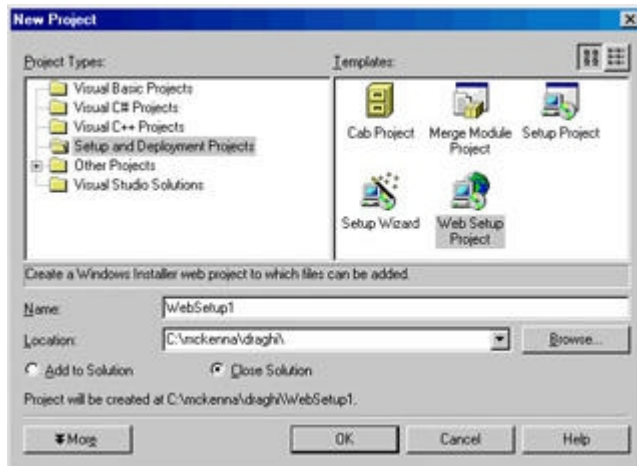 New Project
Project Types:
Templates:
Visual Basic Projects
Visual C# Projects
Visual C++ Projects
Setup and Deployment Projects
Other Projects
Visual Studio Solutions
Cab Project
Merge Module Project
Setup Project
Setup Wizard
Web Setup Project
Create a Windows Installer web project to which files can be added.
Name:
WebSetup1
Location:
C:\mckenna\draghi\
Browse...
Add to Solution
Close Solution
Project will be created at C:\mckenna\draghi\WebSetup1.
More
OK
Cancel
Help